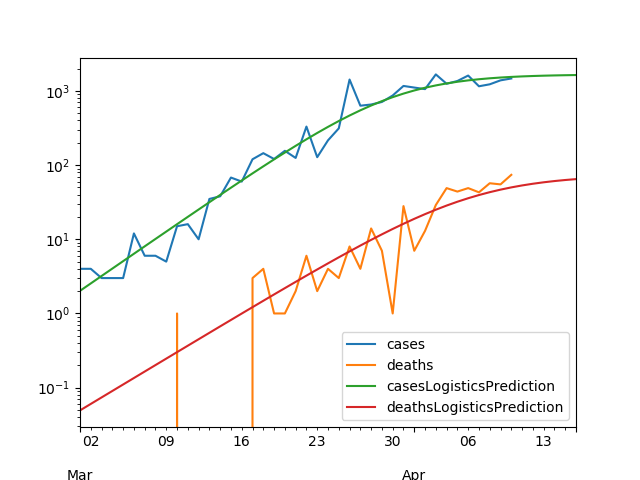 10³
10²
10¹
10⁰
10⁻¹
cases
deaths
casesLogisticsPrediction
deathsLogisticsPrediction
02 09 16 23 30 06 13
Mar Apr